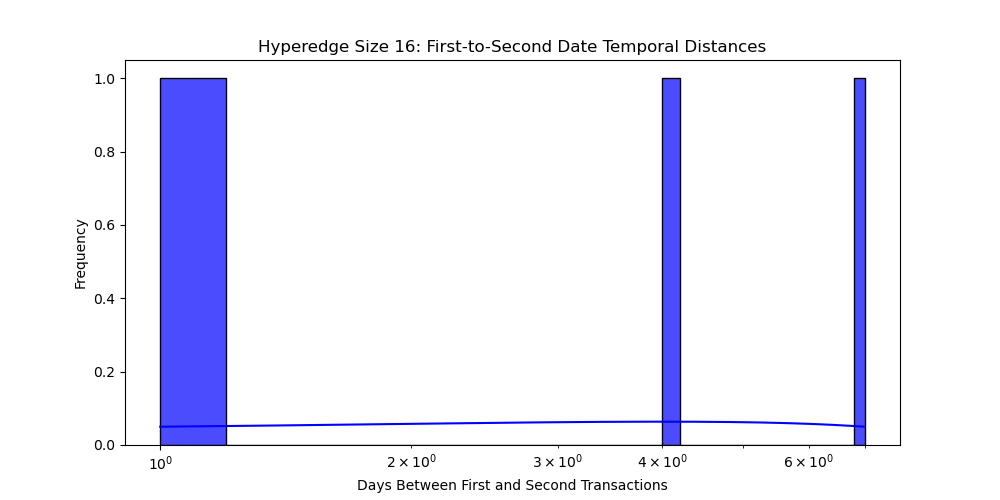 Hyperedge Size 16: First-to-Second Date Temporal Distances
Frequency
1.0
0.8
0.6
0.4
0.2
0.0
10⁰ 2 × 10⁰ 3 × 10⁰ 4 × 10⁰ 6 × 10⁰
Days Between First and Second Transactions